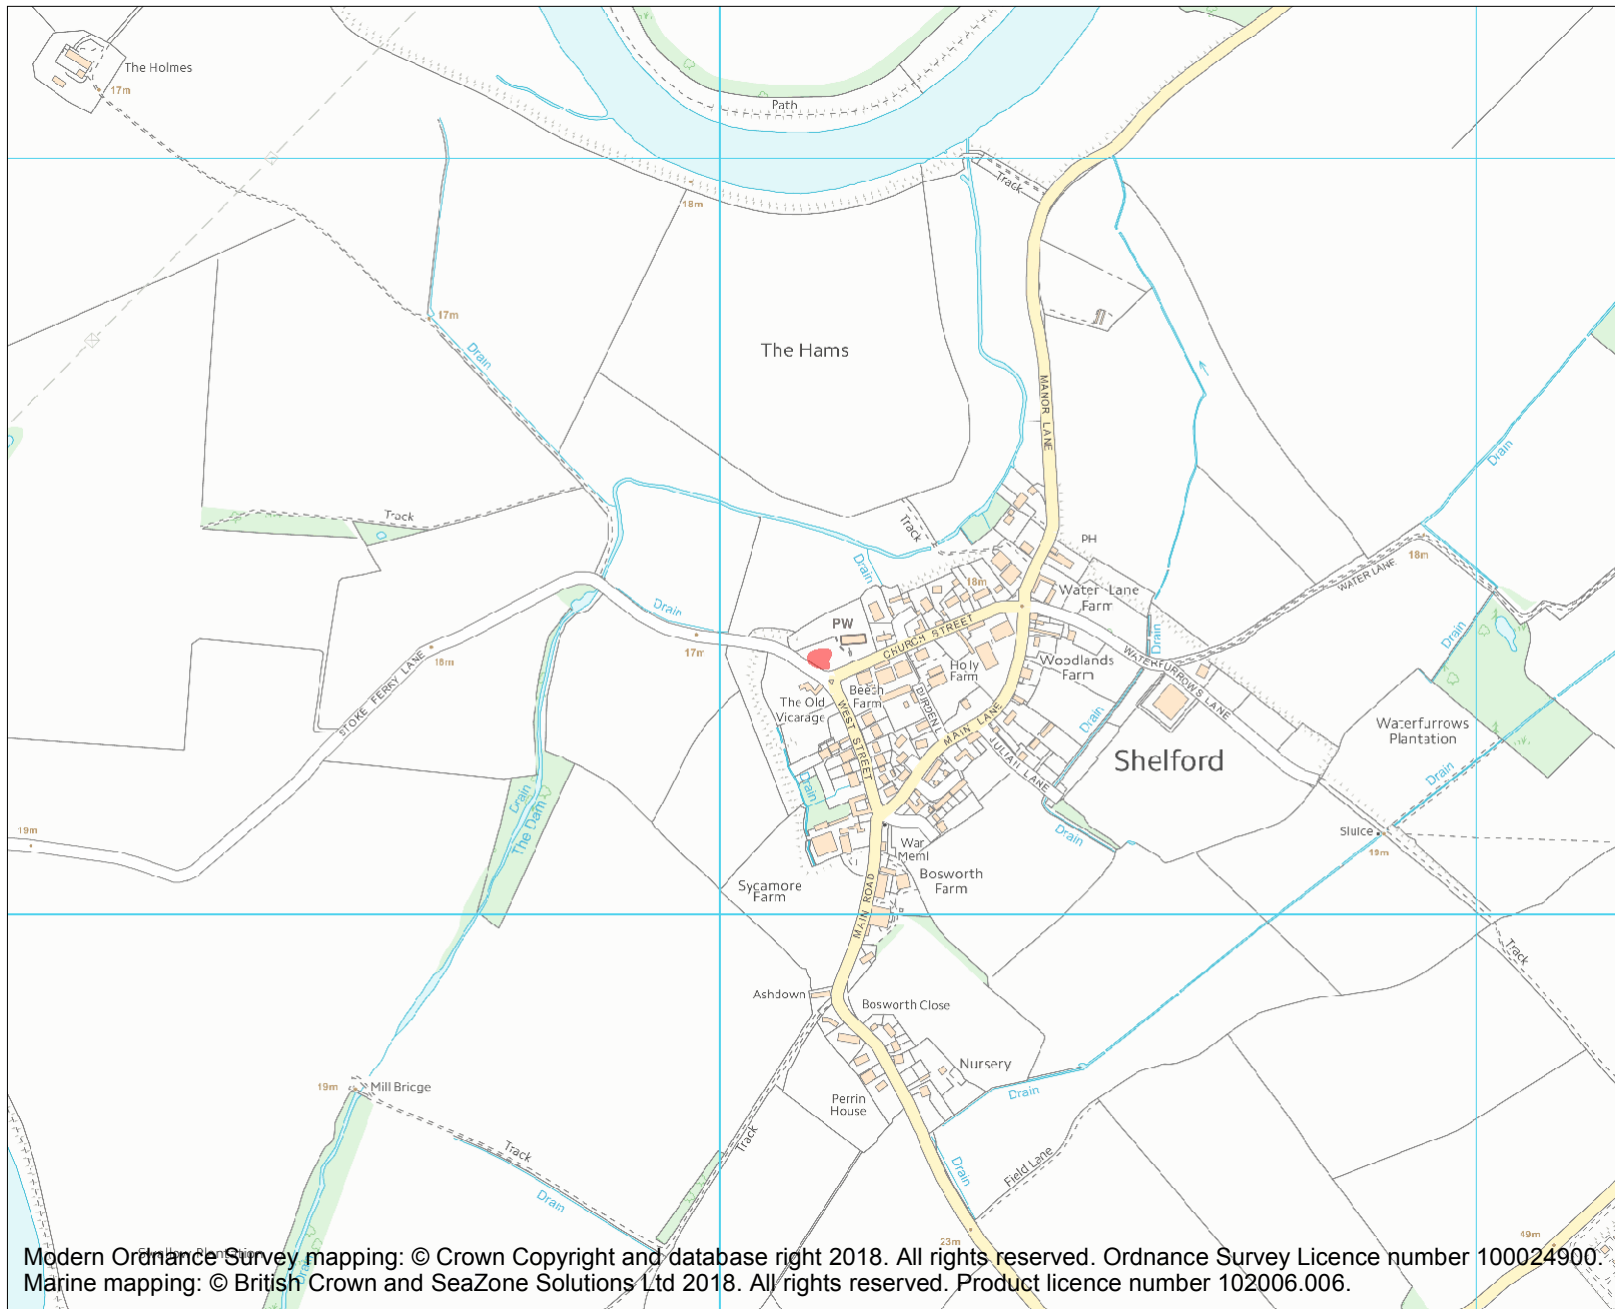 The Holmes
17m
Path
Track
18m
17m
Drain
The Hams
MANOR LANE
Drain
Track
Track
PH
18m
WATER LANE
Drain
18m
Water Lane
Farm
Drain
Drain
PW
CHURCH STREET
Drain
Drain
17m
18m
STOKE FERRY LANE
WATERFURROWS LANE
Woodlands
Farm
Holy
Farm
Beech
Farm
The Old
Vicarage
WEST STREET
MAIN LANE
JULIAN LANE
Drain
Shelford
Waterfurrows
Plantation
Drain
Drain
Drain
The Dam
19m
Drain
Sluice
19m
War
Meml
Bosworth
Farm
Sycamore
Farm
MAIN ROAD
Track
Ashdown
Bosworth Close
Nursery
Drain
19m
Mill Bridge
Perrin
House
Track
Track
Drain
Drain
Field Lane
23m
49m
Swallow Plantation
Drain
Modern Ordnance Survey mapping: © Crown Copyright and database right 2018. All rights reserved. Ordnance Survey Licence number 100024900.
Marine mapping: © British Crown and SeaZone Solutions Ltd 2018. All rights reserved. Product licence number 102006.006.